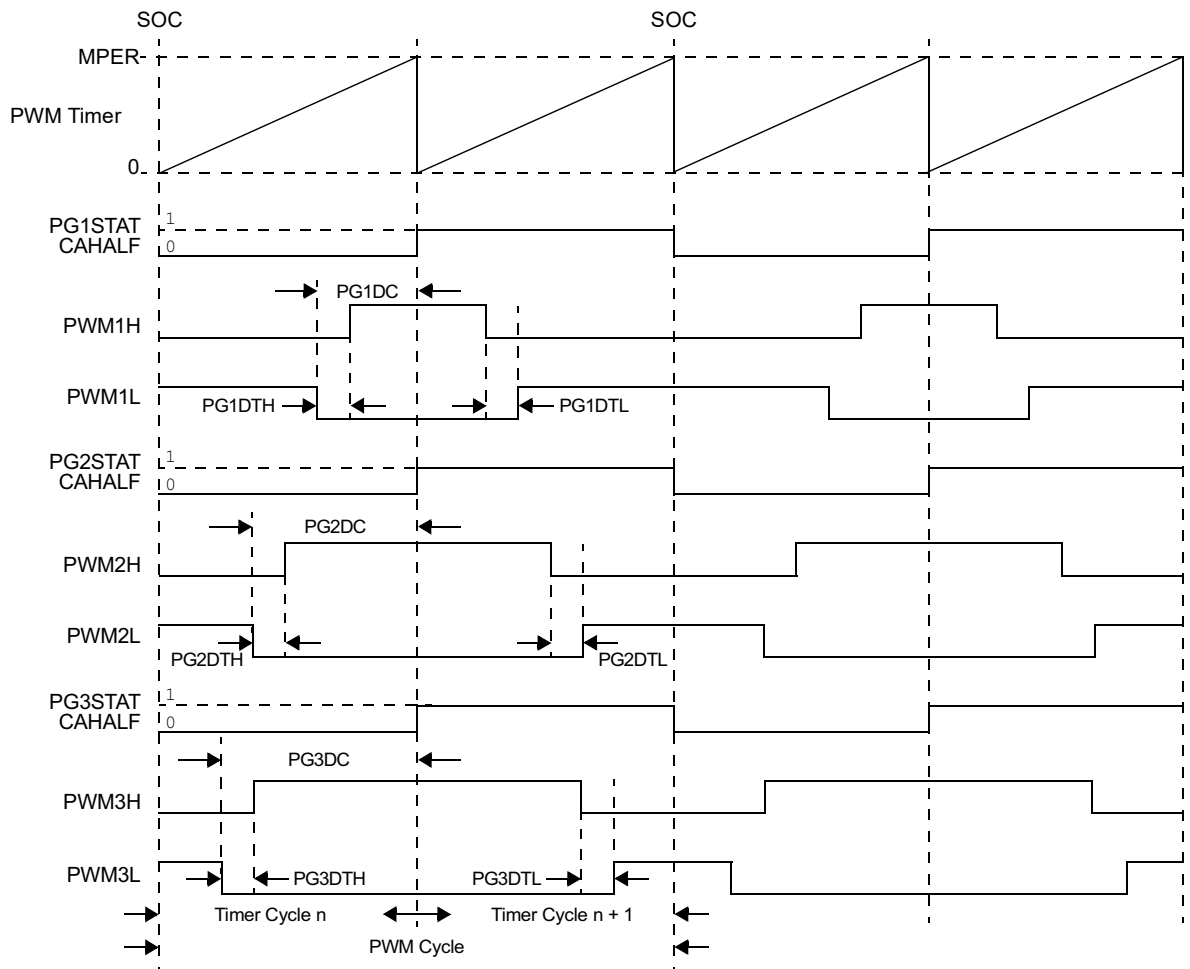 SOC SOC
MPER
PWM Timer
0
PG1STAT
CAHALF
1
0
PG1DC
PWM1H
PWM1L
PG1DTH
PG1DTL
PG2STAT
CAHALF
1
0
PG2DC
PWM2H
PWM2L
PG2DTH
PG2DTL
PG3STAT
CAHALF
1
0
PG3DC
PWM3H
PWM3L
PG3DTH
PG3DTL
Timer Cycle n
Timer Cycle n + 1
PWM Cycle